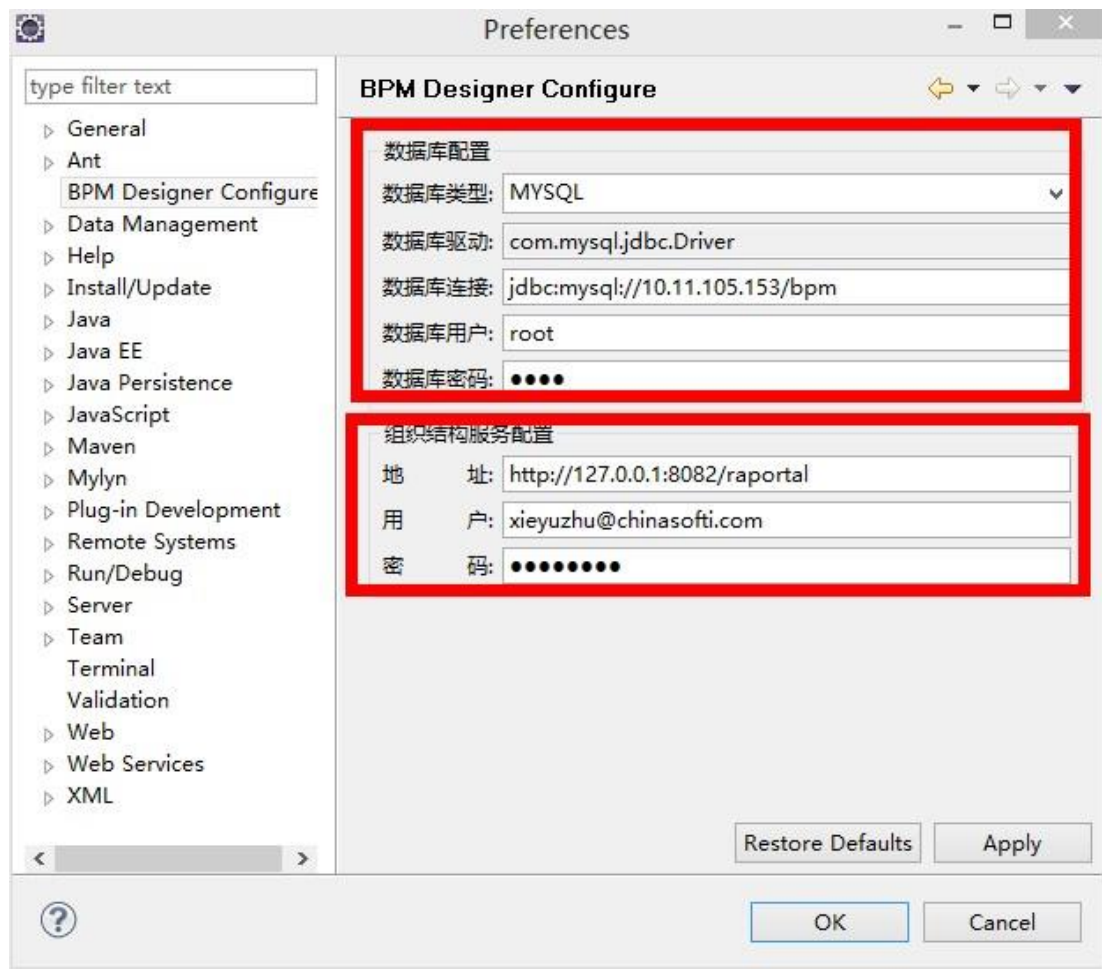 Preferences
type filter text
General
Ant
BPM Designer Configure
Data Management
Help
Install/Update
Java
Java EE
Java Persistence
JavaScript
Maven
Mylyn
Plug-in Development
Remote Systems
Run/Debug
Server
Team
Terminal
Validation
Web
Web Services
XML
BPM Designer Configure
数据库配置
数据库类型: MYSQL
数据库驱动: com.mysql.jdbc.Driver
数据库连接: jdbc:mysql://10.11.105.153/bpm
数据库用户: root
数据库密码: ●●●●
组织结构服务配置
地 址: http://127.0.0.1:8082/raportal
用 户: xieyuzhu@chinasofti.com
密 码: ●●●●●●●●
Restore Defaults Apply
OK Cancel